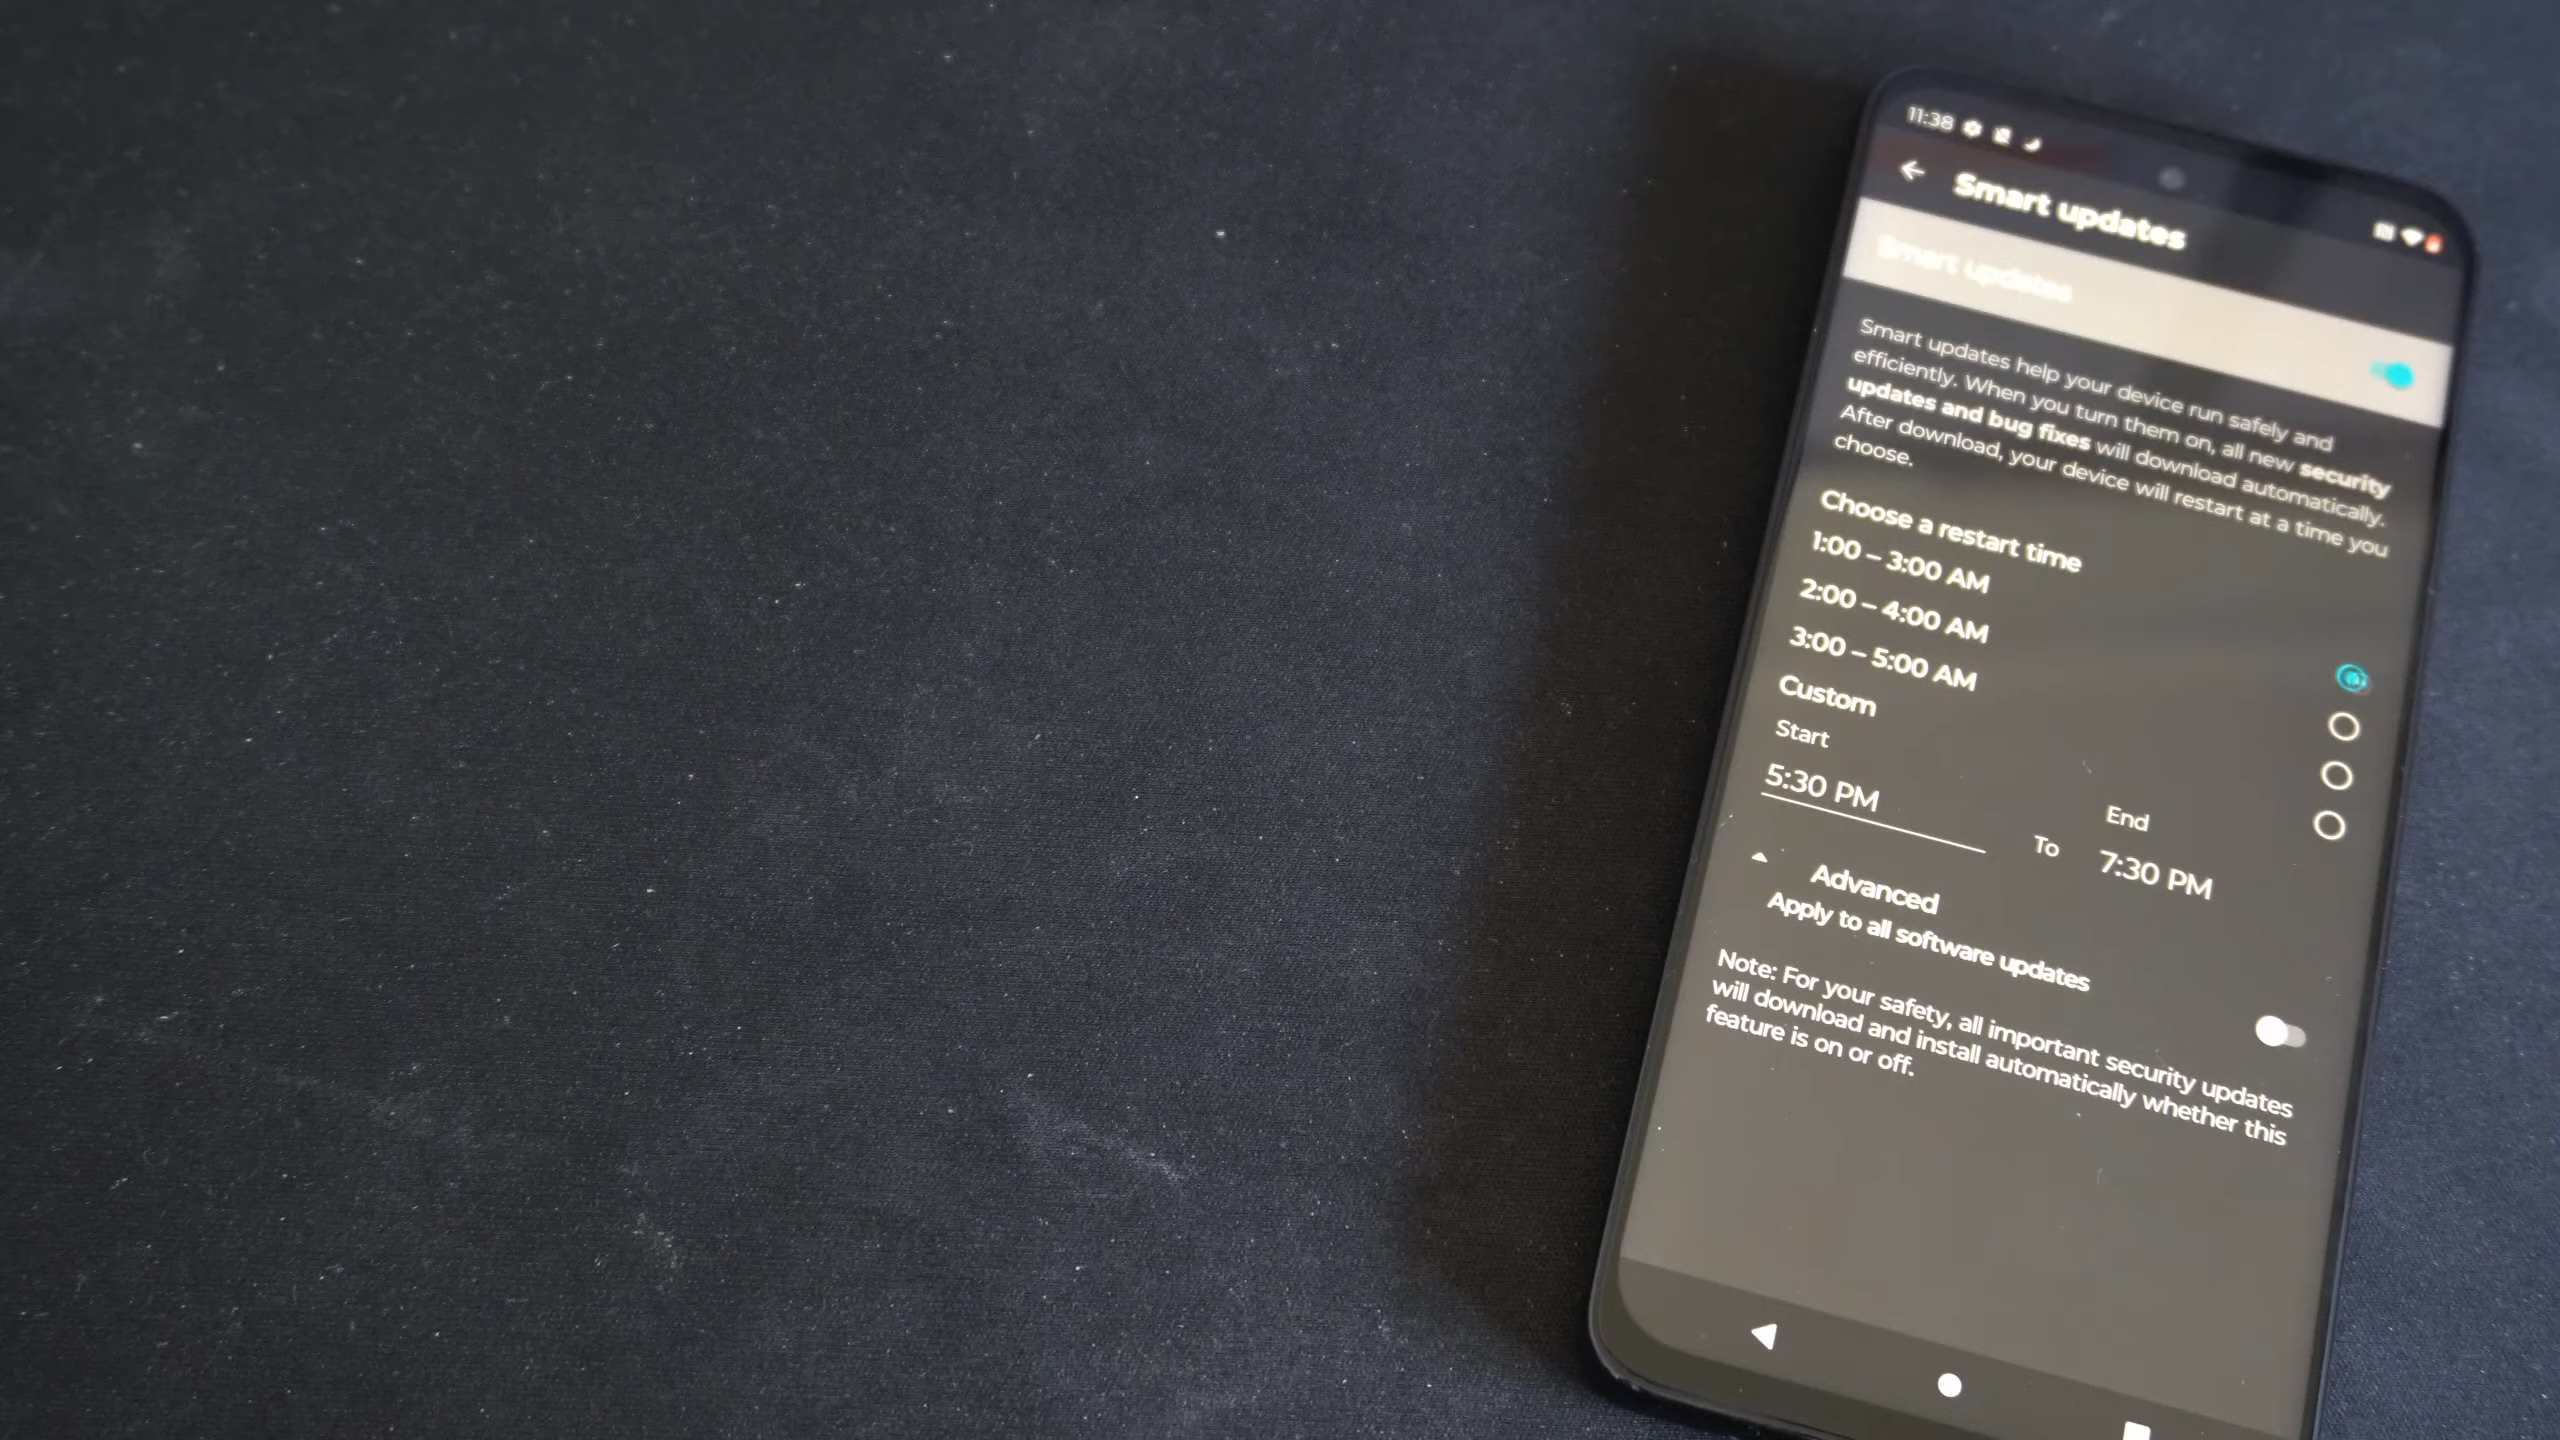 11:38
Smart updates
Smart updates
Smart updates help your device run safely and
efficiently. When you turn them on, all new security
updates and bug fixes will download automatically.
After download, your device will restart at a time you
choose.
Choose a restart time
1:00 – 3:00 AM
2:00 – 4:00 AM
3:00 – 5:00 AM
Custom
Start
5:30 PM
To
End
7:30 PM
Advanced
Apply to all software updates
Note: For your safety, all important security updates
will download and install automatically whether this
feature is on or off.